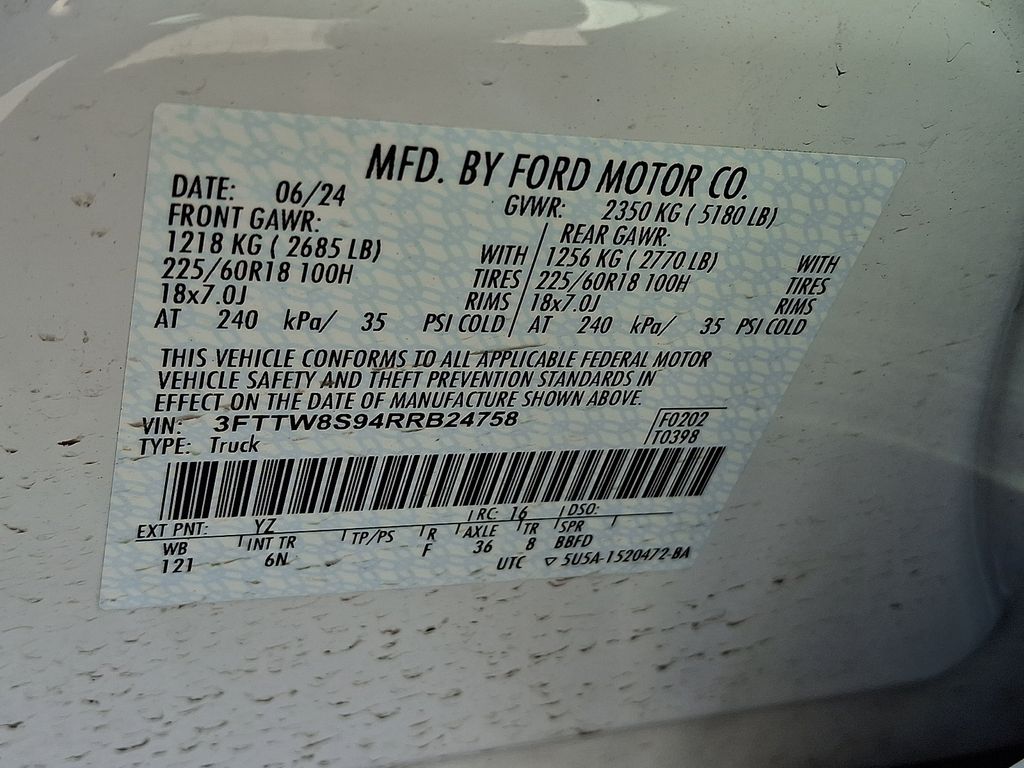 MFD. BY FORD MOTOR CO.
DATE: 06/24 GVWR: 2350 KG ( 5180 LB)
FRONT GAWR: REAR GAWR:
1218 KG ( 2685 LB) WITH 1256 KG ( 2770 LB) WITH
225/60R18 100H TIRES 225/60R18 100H TIRES
18x7.0J RIMS 18x7.0J RIMS
AT 240 kPa/ 35 PSI COLD AT 240 kPa/ 35 PSI COLD
THIS VEHICLE CONFORMS TO ALL APPLICABLE FEDERAL MOTOR
VEHICLE SAFETY AND THEFT PREVENTION STANDARDS IN
EFFECT ON THE DATE OF MANUFACTURE SHOWN ABOVE.
VIN: 3FTTW8S94RRB24758 F0202
TYPE: Truck T0398
EXT PNT: YZ RC: 16 DSO:
WB INT TR TP/PS R AXLE TR SPR
121 6N F 36 8 BBFD
UTC ▽ 5U5A-1520472-BA